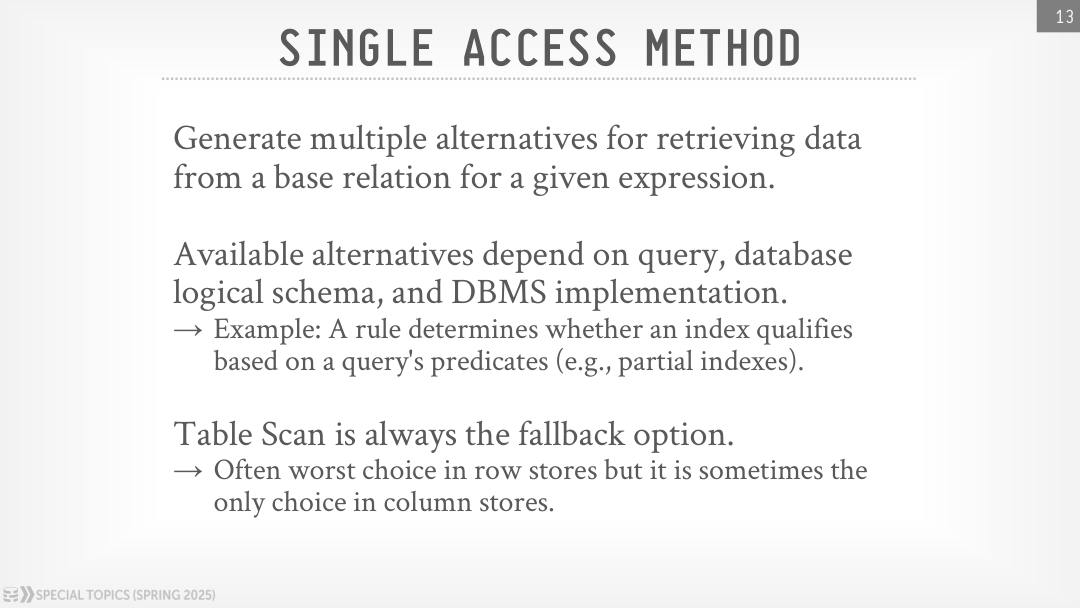 13
SINGLE ACCESS METHOD
Generate multiple alternatives for retrieving data
from a base relation for a given expression.
Available alternatives depend on query, database
logical schema, and DBMS implementation.
→ Example: A rule determines whether an index qualifies
based on a query's predicates (e.g., partial indexes).
Table Scan is always the fallback option.
→ Often worst choice in row stores but it is sometimes the
only choice in column stores.
SPECIAL TOPICS (SPRING 2025)